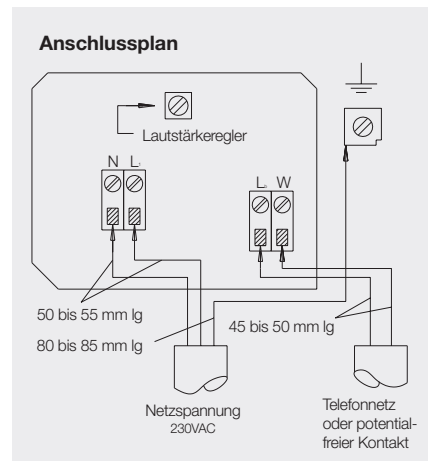 Anschlussplan
Lautstärkeregler
N L
L W
50 bis 55 mm lg
80 bis 85 mm lg
45 bis 50 mm lg
Netzspannung
230VAC
Telefonnetz
oder potential-
freier Kontakt